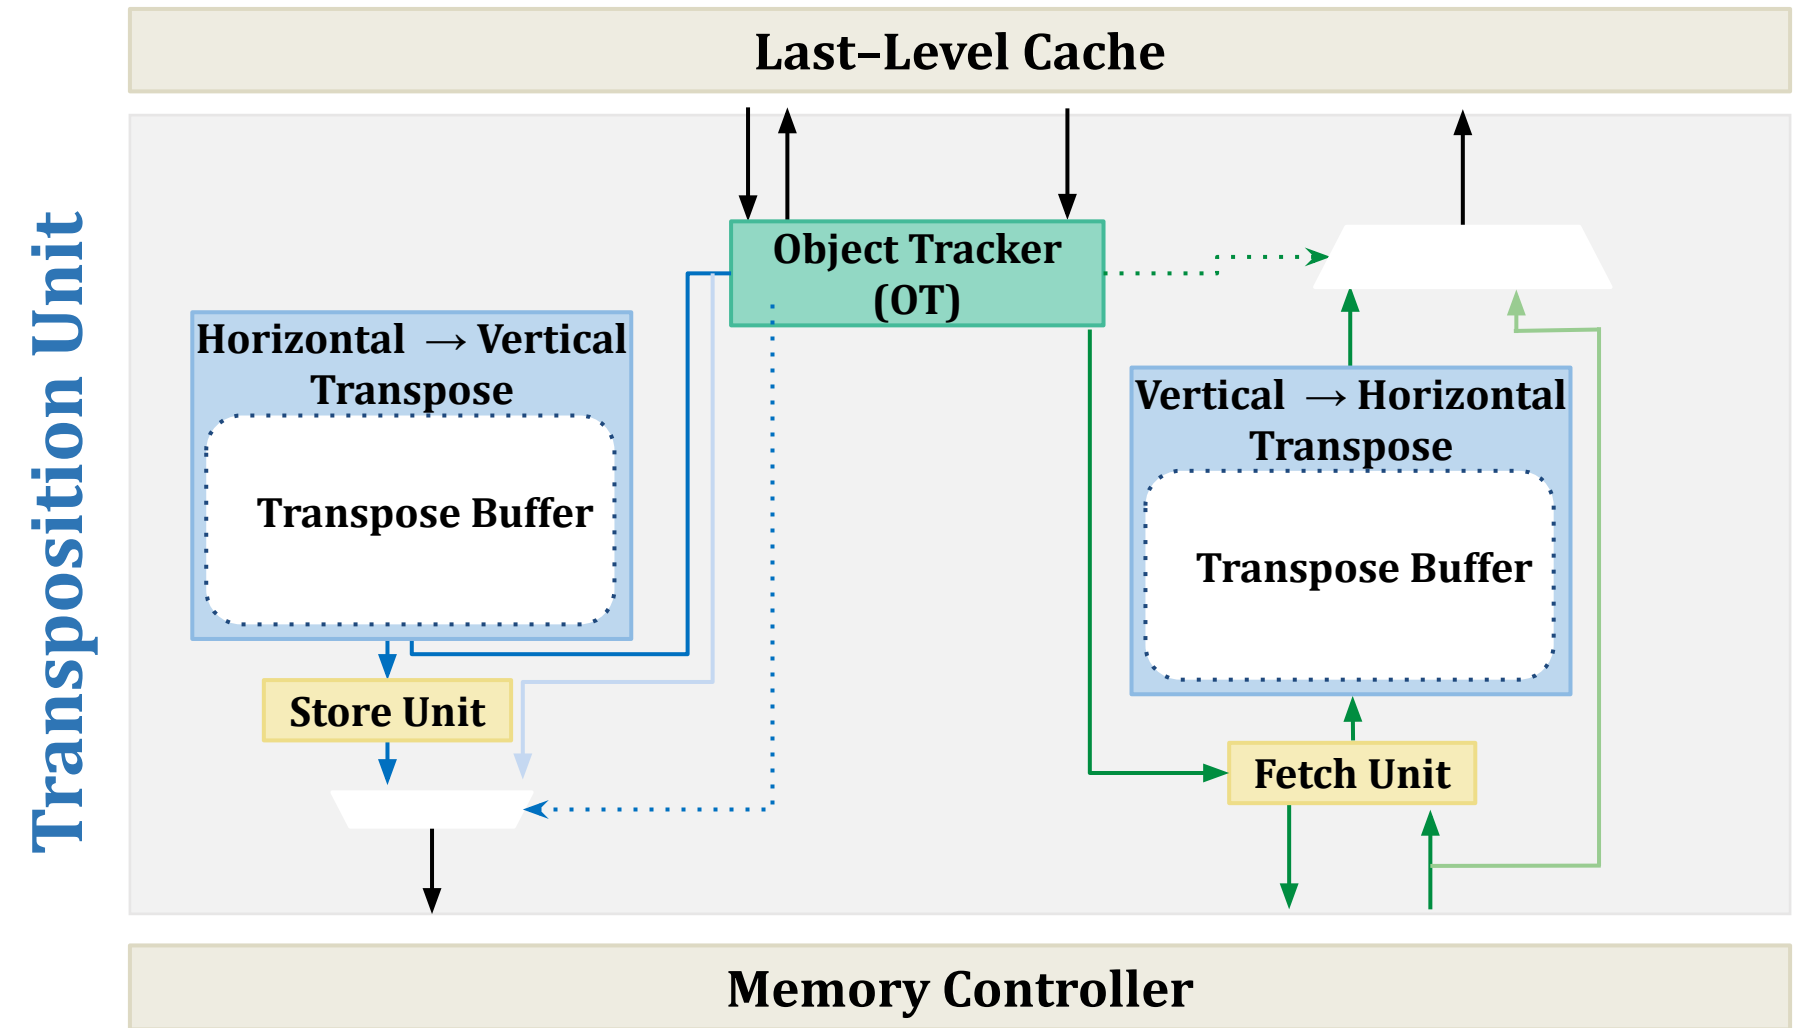 Last–Level Cache
Transposition Unit
Object Tracker
(OT)
Horizontal → Vertical
Transpose
Transpose Buffer
Store Unit
Vertical → Horizontal
Transpose
Transpose Buffer
Fetch Unit
Memory Controller